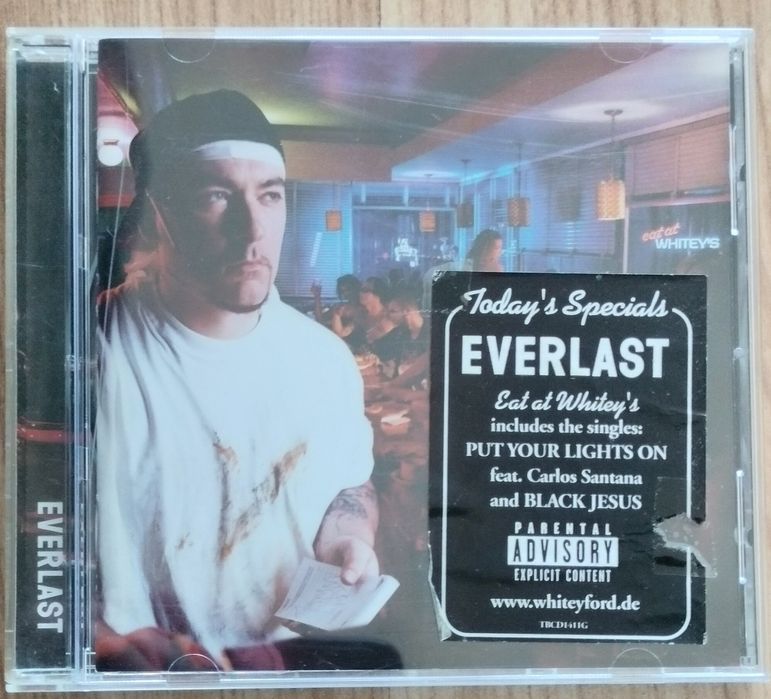 eat at
WHITEY'S
Today's Specials
EVERLAST
Eat at Whitey's
includes the singles:
PUT YOUR LIGHTS ON
feat. Carlos Santana
and BLACK JESUS
PARENTAL
ADVISORY
EXPLICIT CONTENT
www.whiteyford.de
TBCD1411G
EVERLAST